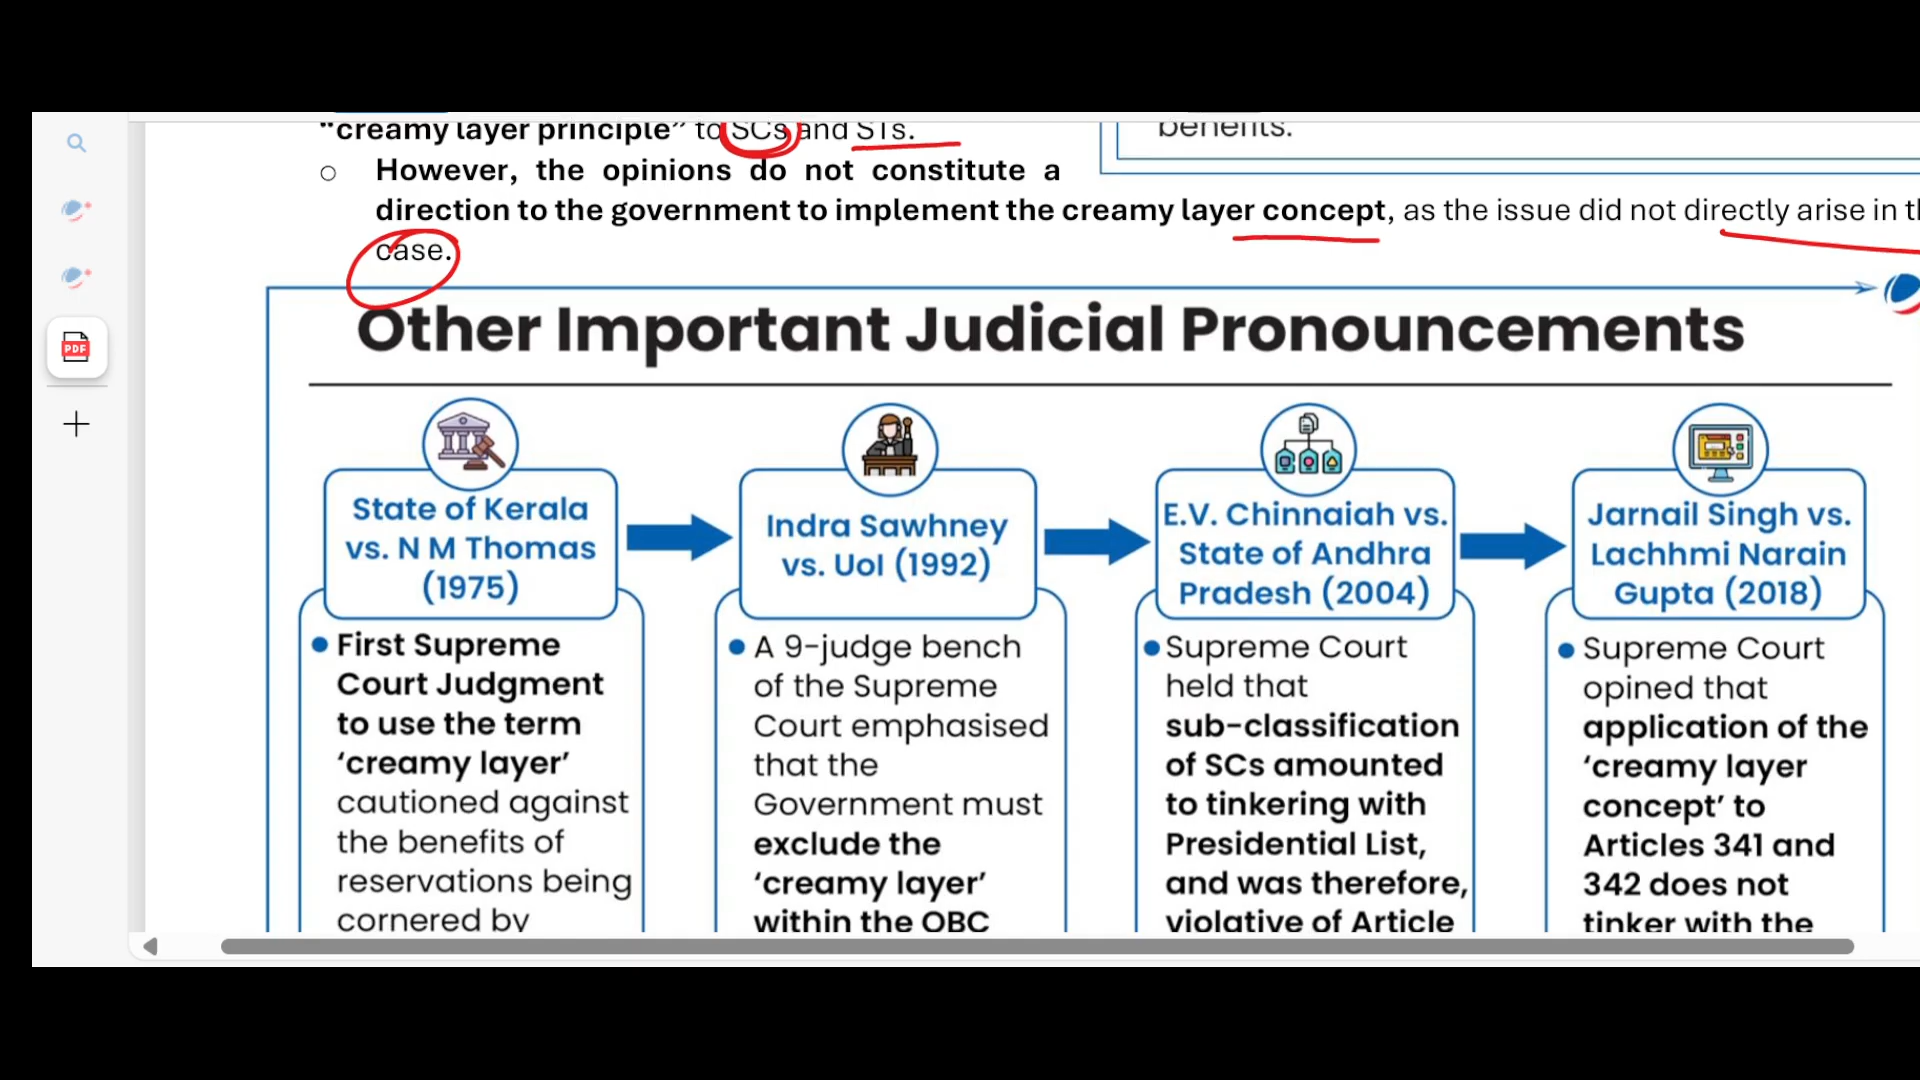 “creamy layer principle” to SCs and STs.
benefits.
○ However, the opinions do not constitute a
direction to the government to implement the creamy layer concept, as the issue did not directly arise in
case.
Other Important Judicial Pronouncements
State of Kerala
vs. N M Thomas
(1975)
First Supreme
Court Judgment
to use the term
‘creamy layer’
cautioned against
the benefits of
reservations being
cornered by
Indra Sawhney
vs. UoI (1992)
A 9-judge bench
of the Supreme
Court emphasised
that the
Government must
exclude the
‘creamy layer’
within the OBC
E.V. Chinnaiah vs.
State of Andhra
Pradesh (2004)
Supreme Court
held that
sub-classification
of SCs amounted
to tinkering with
Presidential List,
and was therefore,
violative of Article
Jarnail Singh vs.
Lachhmi Narain
Gupta (2018)
Supreme Court
opined that
application of the
‘creamy layer
concept’ to
Articles 341 and
342 does not
tinker with the
PDF